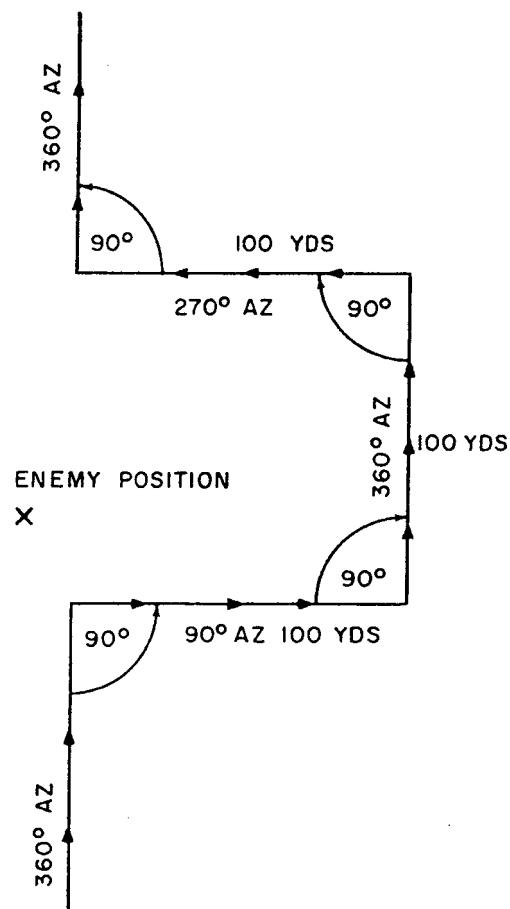 360° AZ
90°
100 YDS
270° AZ
90°
360° AZ
100 YDS
ENEMY POSITION
X
90°
90°
90° AZ 100 YDS
360° AZ